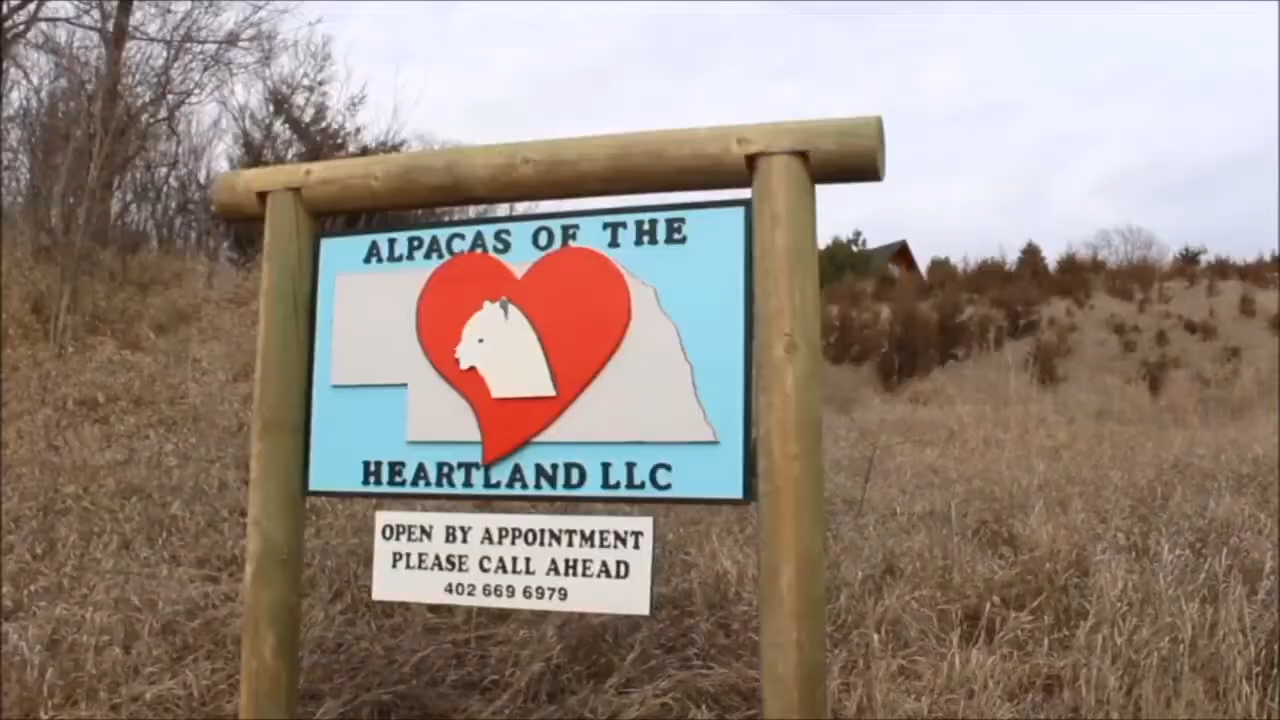 ALPACAS OF THE
HEARTLAND LLC
OPEN BY APPOINTMENT
PLEASE CALL AHEAD
402 669 6979